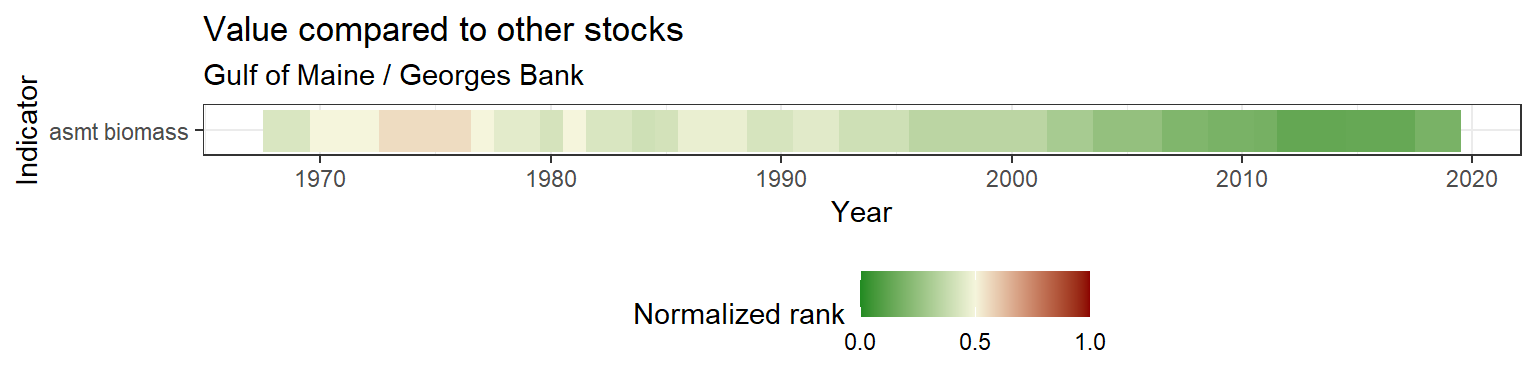 Value compared to other stocks
Gulf of Maine / Georges Bank
Indicator
asmt biomass
1970 1980 1990 2000 2010 2020
Year
Normalized rank
0.0 0.5 1.0